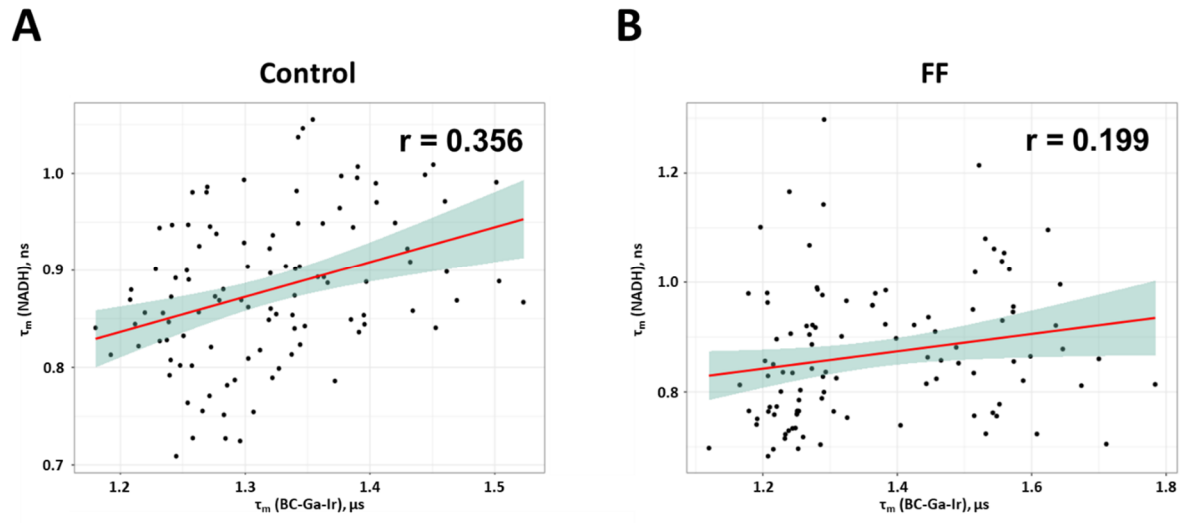 A
Control
r = 0.356
1.0
0.9
0.8
0.7
τm (NADH), ns
1.2
1.3
1.4
1.5
τm (BC-Ga-Ir), μs
B
FF
r = 0.199
1.2
1.0
0.8
τm (NADH), ns
1.2
1.4
1.6
1.8
τm (BC-Ga-Ir), μs